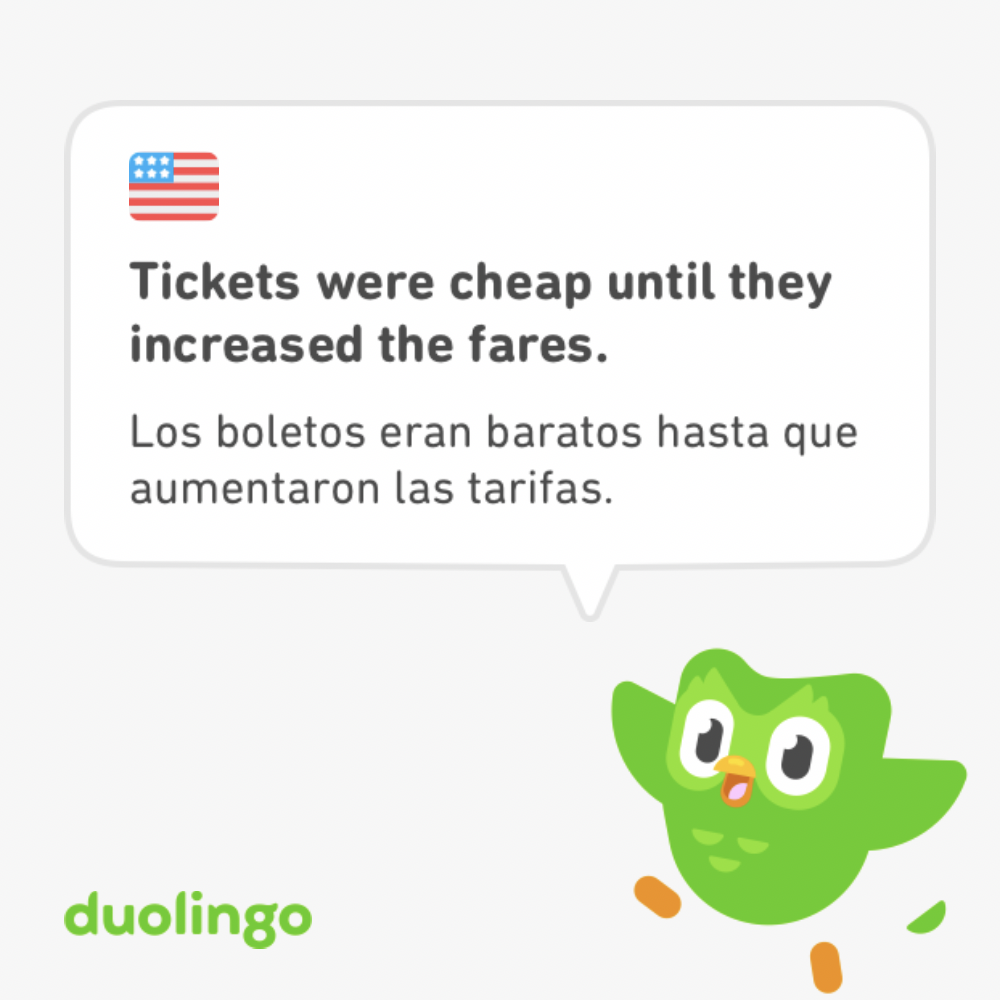 Tickets were cheap until they
increased the fares.
Los boletos eran baratos hasta que
aumentaron las tarifas.
duolingo